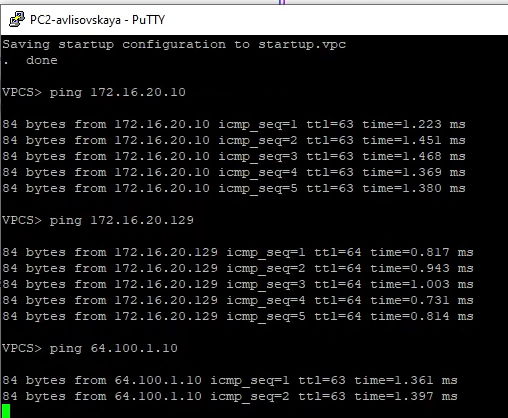 PC2-avlisovskaya - PuTTY
Saving startup configuration to startup.vpc
.  done
VPCS> ping 172.16.20.10
84 bytes from 172.16.20.10 icmp_seq=1 ttl=63 time=1.223 ms
84 bytes from 172.16.20.10 icmp_seq=2 ttl=63 time=1.451 ms
84 bytes from 172.16.20.10 icmp_seq=3 ttl=63 time=1.468 ms
84 bytes from 172.16.20.10 icmp_seq=4 ttl=63 time=1.369 ms
84 bytes from 172.16.20.10 icmp_seq=5 ttl=63 time=1.380 ms
VPCS> ping 172.16.20.129
84 bytes from 172.16.20.129 icmp_seq=1 ttl=64 time=0.817 ms
84 bytes from 172.16.20.129 icmp_seq=2 ttl=64 time=0.943 ms
84 bytes from 172.16.20.129 icmp_seq=3 ttl=64 time=1.003 ms
84 bytes from 172.16.20.129 icmp_seq=4 ttl=64 time=0.731 ms
84 bytes from 172.16.20.129 icmp_seq=5 ttl=64 time=0.814 ms
VPCS> ping 64.100.1.10
84 bytes from 64.100.1.10 icmp_seq=1 ttl=63 time=1.361 ms
84 bytes from 64.100.1.10 icmp_seq=2 ttl=63 time=1.397 ms